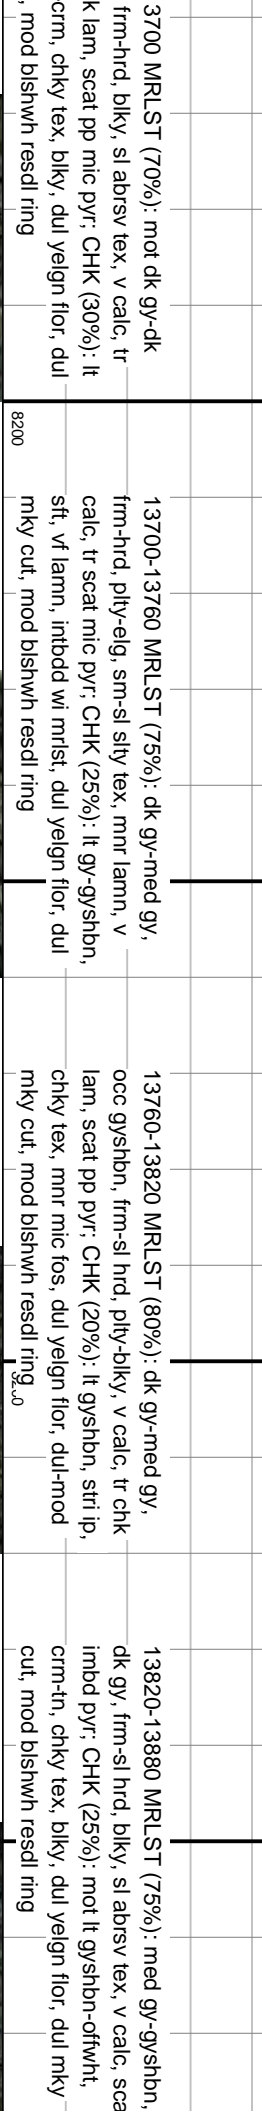 3700 MRLST (70%): mot dk gy-dk
frm-hrd, blky, sl abrsv tex, v calc, tr
k lam, scat pp mic pyr; CHK (30%): lt
crm, chky tex, blky, dul yelgn flor, dul
, mod blshwh resdl ring
8200
13700-13760 MRLST (75%): dk gy-med gy,
frm-hrd, plty-elg, sm-sl slty tex, mnr lamn, v
calc, tr scat mic pyr; CHK (25%): lt gy-gyshbn,
sft, vf lamn, intbdd wi mrlst, dul yelgn flor, dul
mky cut, mod blshwh resdl ring
13760-13820 MRLST (80%): dk gy-med gy,
occ gyshbn, frm-sl hrd, plty-blky, v calc, tr chk
lam, scat pp pyr; CHK (20%): lt gyshbn, stri ip,
chky tex, mnr mic fos, dul yelgn flor, dul-mod
mky cut, mod blshwh resdl ring
13820-13880 MRLST (75%): med gy-gyshbn,
dk gy, frm-sl hrd, blky, sl abrsv tex, v calc, sca
imbd pyr; CHK (25%): mot lt gyshbn-offwht,
crm-tn, chky tex, blky, dul yelgn flor, dul mky
cut, mod blshwh resdl ring